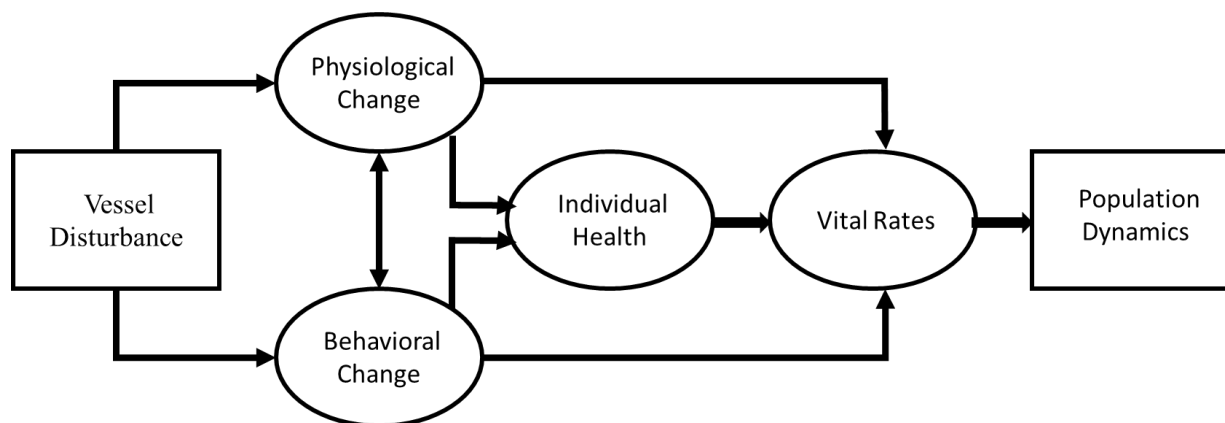 Physiological
Change
Vessel
Disturbance
Individual
Health
Vital Rates
Population
Dynamics
Behavioral
Change